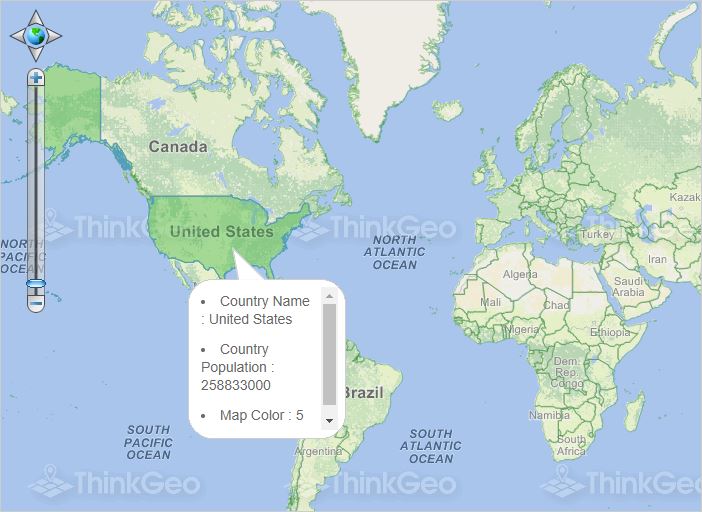 Canada
United States
NORTH
PACIFIC
OCEAN
NORTH
ATLANTIC
OCEAN
Turkey
Iran
Algeria
Saudi
Arabia
Mali
Chad
Nigeria
Ethiopia
Dem.
Rep.
Congo
Namibia
South
Africa
Kazak
Country Name
: United States
Country
Population :
258833000
Map Color : 5
Brazil
Argentina
SOUTH
PACIFIC
OCEAN
SOUTH
ATLANTIC
OCEAN
ThinkGeo
ThinkGeo
ThinkGeo
ThinkGeo
ThinkGeo
ThinkGeo